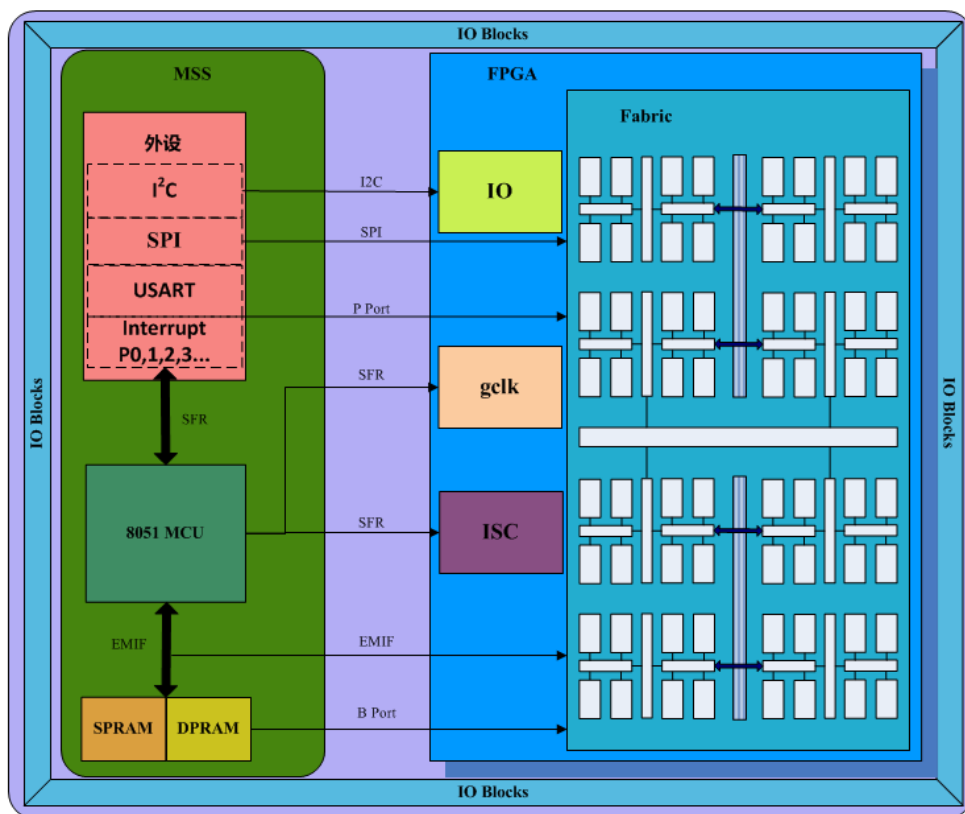 IO Blocks
MSS
FPGA
外设
I²C
SPI
USART
Interrupt
P0,1,2,3...
SFR
8051 MCU
EMIF
SPRAM
DPRAM
I2C
SPI
P Port
SFR
SFR
EMIF
B Port
IO
gclk
ISC
Fabric
IO Blocks
IO Blocks
IO Blocks